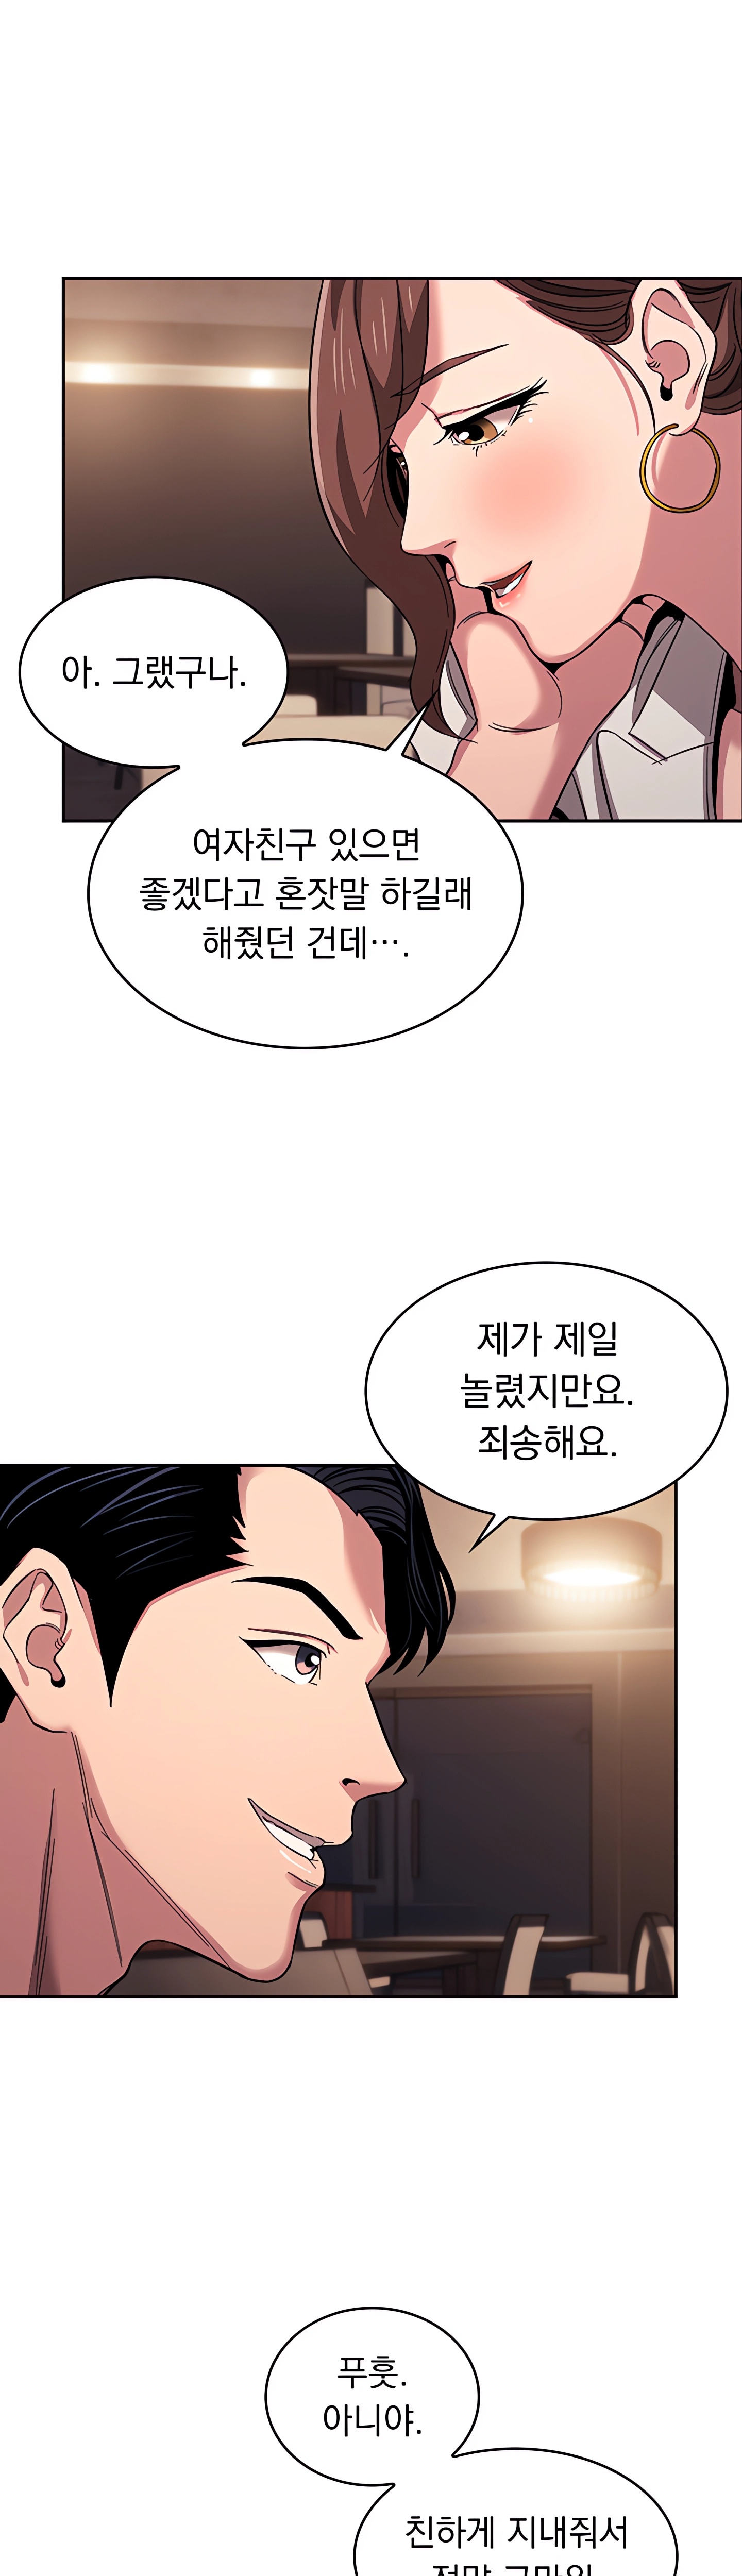 아. 그랬구나.
여자친구 있으면
좋겠다고 혼잣말 하길래
해줬던 건데….
제가 제일
놀렸지만요.
죄송해요.
푸훗.
아니야.
친하게 지내줘서